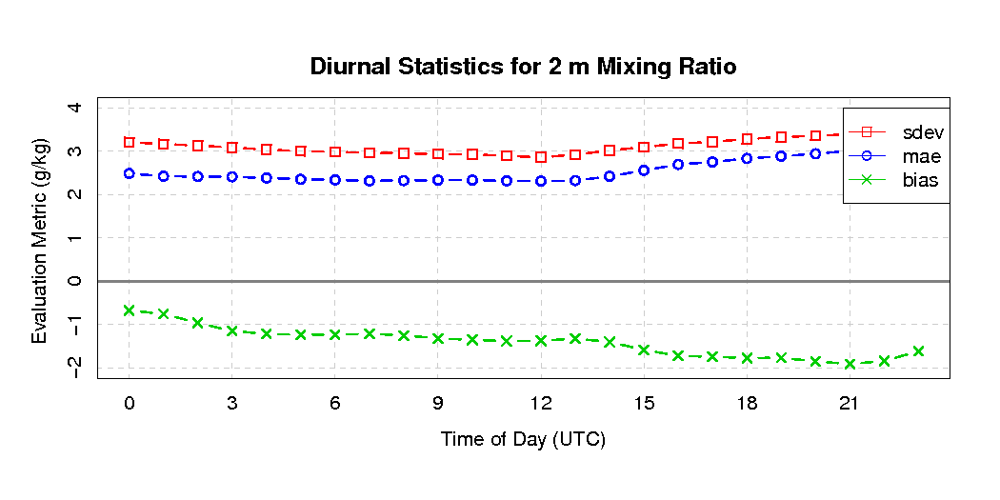 Diurnal Statistics for 2 m Mixing Ratio
Evaluation Metric (g/kg)
4
3
2
1
0
−1
−2
sdev
mae
bias
0 3 6 9 12 15 18 21
Time of Day (UTC)